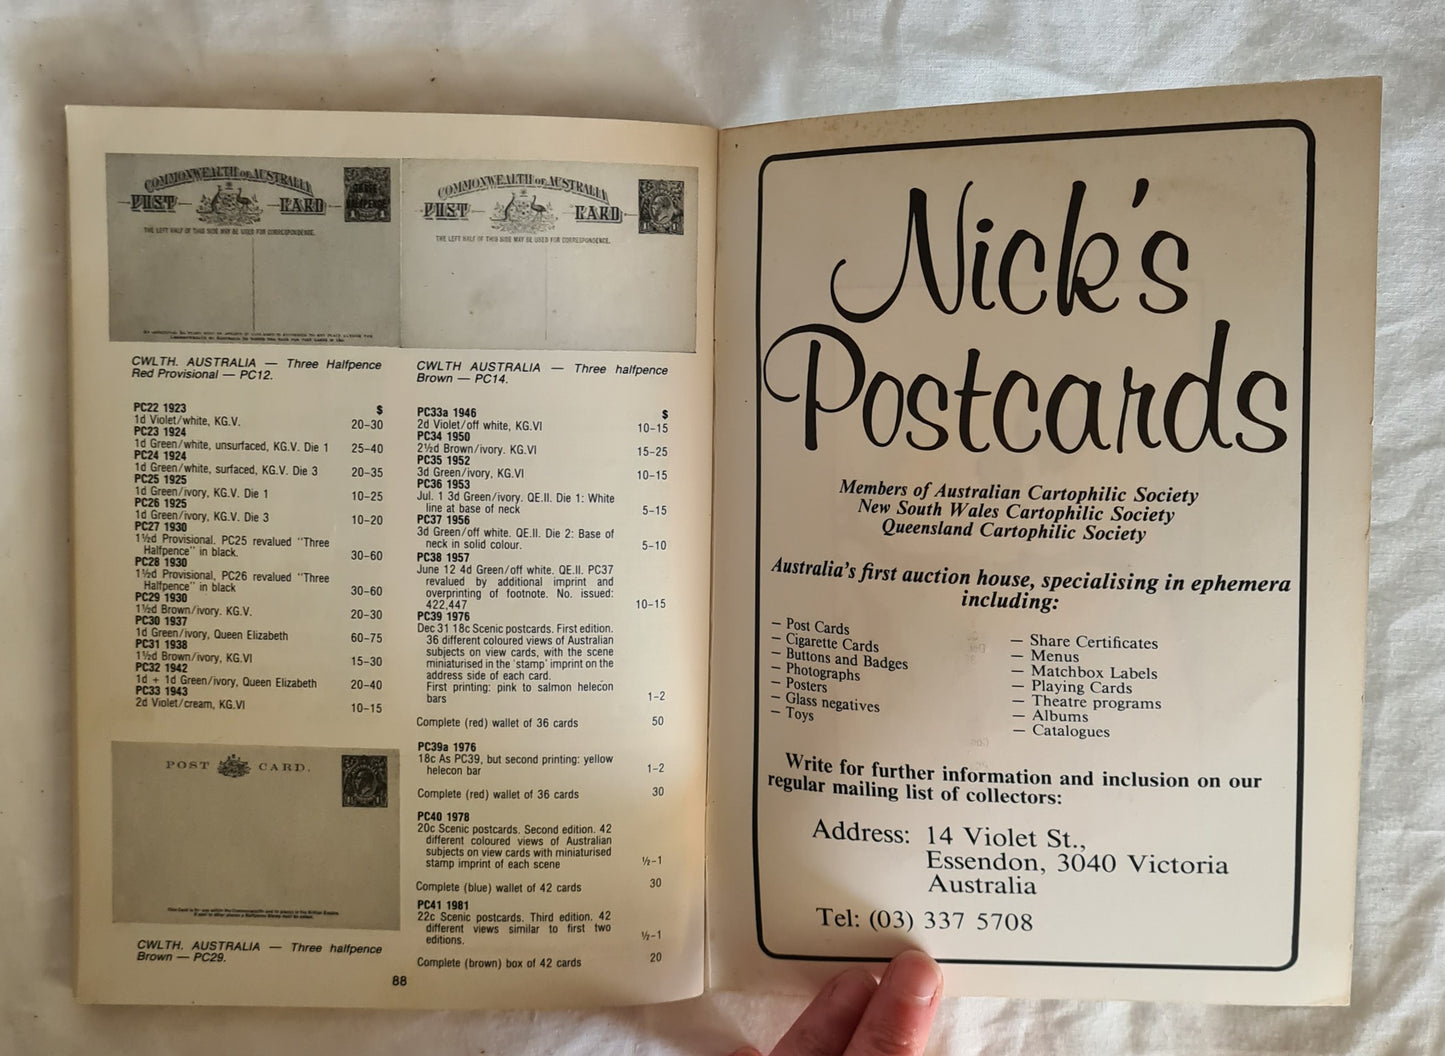 COMMONWEALTH OF AUSTRALIA
POST CARD
THE LEFT HALF OF THIS SIDE MAY BE USED FOR CORRESPONDENCE.
COMMONWEALTH OF AUSTRALIA
POST CARD
THE LEFT HALF OF THIS SIDE MAY BE USED FOR CORRESPONDENCE.
CWLTH. AUSTRALIA — Three Halfpence
Red Provisional — PC12.
$
PC22 1923
1d Violet/white, KG.V. 20–30
PC23 1924
1d Green/white, unsurfaced, KG.V. Die 1 25–40
PC24 1924
1d Green/white, surfaced, KG.V. Die 3 20–35
PC25 1925
1d Green/ivory, KG.V. Die 1 10–25
PC26 1925
1d Green/ivory, KG.V. Die 3 10–20
PC27 1930
1½d Provisional. PC25 revalued "Three
Halfpence" in black. 30–60
PC28 1930
1½d Provisional, PC26 revalued "Three
Halfpence" in black 30–60
PC29 1930
1½d Brown/ivory. KG.V. 20–30
PC30 1937
1d Green/ivory, Queen Elizabeth 60–75
PC31 1938
1½d Brown/ivory, KG.VI 15–30
PC32 1942
1d + 1d Green/ivory, Queen Elizabeth 20–40
PC33 1943
2d Violet/cream, KG.VI 10–15
POST CARD.
CWLTH. AUSTRALIA — Three halfpence
Brown — PC29.
CWLTH AUSTRALIA — Three halfpence
Brown — PC14.
PC33a 1946 $
2d Violet/off white, KG.VI 10–15
PC34 1950
2½d Brown/ivory. KG.VI 15–25
PC35 1952
3d Green/ivory, KG.VI 10–15
PC36 1953
Jul. 1 3d Green/ivory. QE.II. Die 1: White
line at base of neck 5–15
PC37 1956
3d Green/off white. QE.II. Die 2: Base of
neck in solid colour. 5–10
PC38 1957
June 12 4d Green/off white. QE.II. PC37
revalued by additional imprint and
overprinting of footnote. No. issued:
422,447 10–15
PC39 1976
Dec 31 18c Scenic postcards. First edition.
36 different coloured views of Australian
subjects on view cards, with the scene
miniaturised in the 'stamp' imprint on the
address side of each card.
First printing: pink to salmon helecon
bars 1–2
Complete (red) wallet of 36 cards 50
PC39a 1976
18c As PC39, but second printing: yellow
helecon bar 1–2
Complete (red) wallet of 36 cards 30
PC40 1978
20c Scenic postcards. Second edition. 42
different coloured views of Australian
subjects on view cards with miniaturised
stamp imprint of each scene ½–1
Complete (blue) wallet of 42 cards 30
PC41 1981
22c Scenic postcards. Third edition. 42
different views similar to first two
editions. ½–1
Complete (brown) box of 42 cards 20
88
Nick's
Postcards
Members of Australian Cartophilic Society
New South Wales Cartophilic Society
Queensland Cartophilic Society
Australia's first auction house, specialising in ephemera
including:
– Post Cards
– Cigarette Cards
– Buttons and Badges
– Photographs
– Posters
– Glass negatives
– Toys
– Share Certificates
– Menus
– Matchbox Labels
– Playing Cards
– Theatre programs
– Albums
– Catalogues
Write for further information and inclusion on our
regular mailing list of collectors:
Address: 14 Violet St.,
Essendon, 3040 Victoria
Australia
Tel: (03) 337 5708